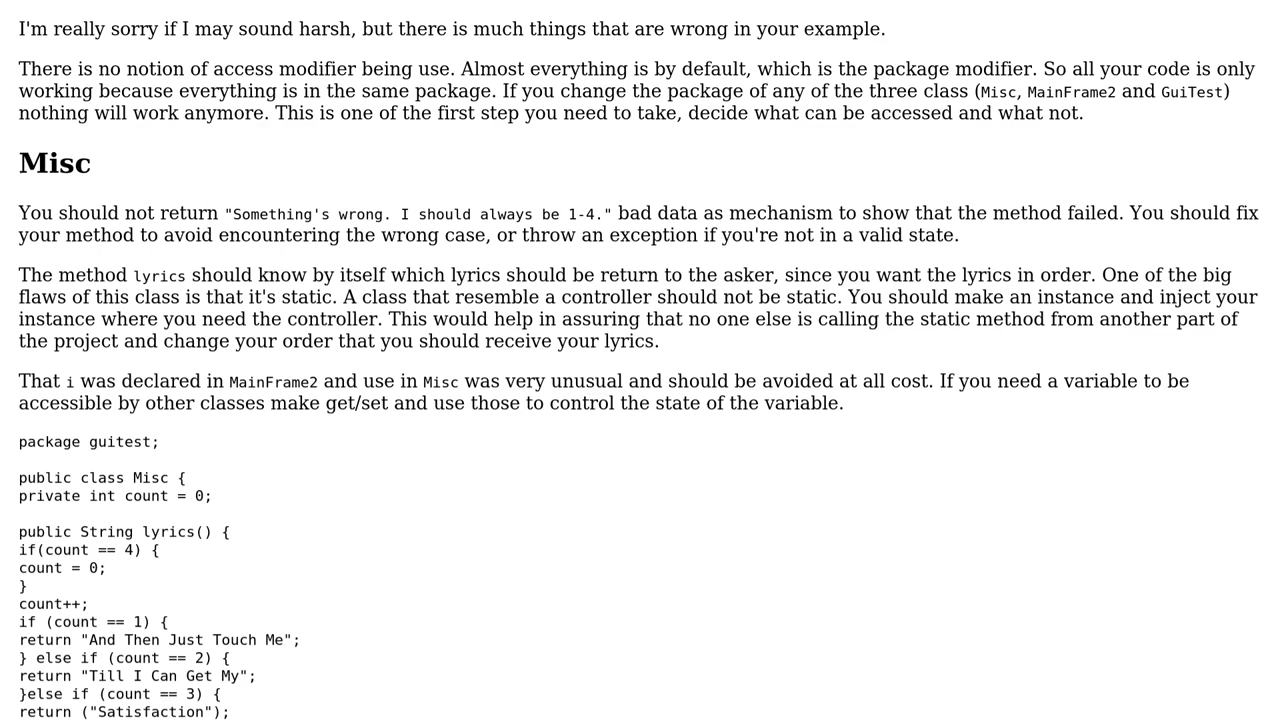 I'm really sorry if I may sound harsh, but there is much things that are wrong in your example.
There is no notion of access modifier being use. Almost everything is by default, which is the package modifier. So all your code is only
working because everything is in the same package. If you change the package of any of the three class (Misc, MainFrame2 and GuiTest)
nothing will work anymore. This is one of the first step you need to take, decide what can be accessed and what not.
Misc
You should not return "Something's wrong. I should always be 1-4." bad data as mechanism to show that the method failed. You should fix
your method to avoid encountering the wrong case, or throw an exception if you're not in a valid state.
The method lyrics should know by itself which lyrics should be return to the asker, since you want the lyrics in order. One of the big
flaws of this class is that it's static. A class that resemble a controller should not be static. You should make an instance and inject your
instance where you need the controller. This would help in assuring that no one else is calling the static method from another part of
the project and change your order that you should receive your lyrics.
That i was declared in MainFrame2 and use in Misc was very unusual and should be avoided at all cost. If you need a variable to be
accessible by other classes make get/set and use those to control the state of the variable.
package guitest;
public class Misc {
private int count = 0;
public String lyrics() {
if(count == 4) {
count = 0;
}
count++;
if (count == 1) {
return "And Then Just Touch Me";
} else if (count == 2) {
return "Till I Can Get My";
}else if (count == 3) {
return ("Satisfaction");